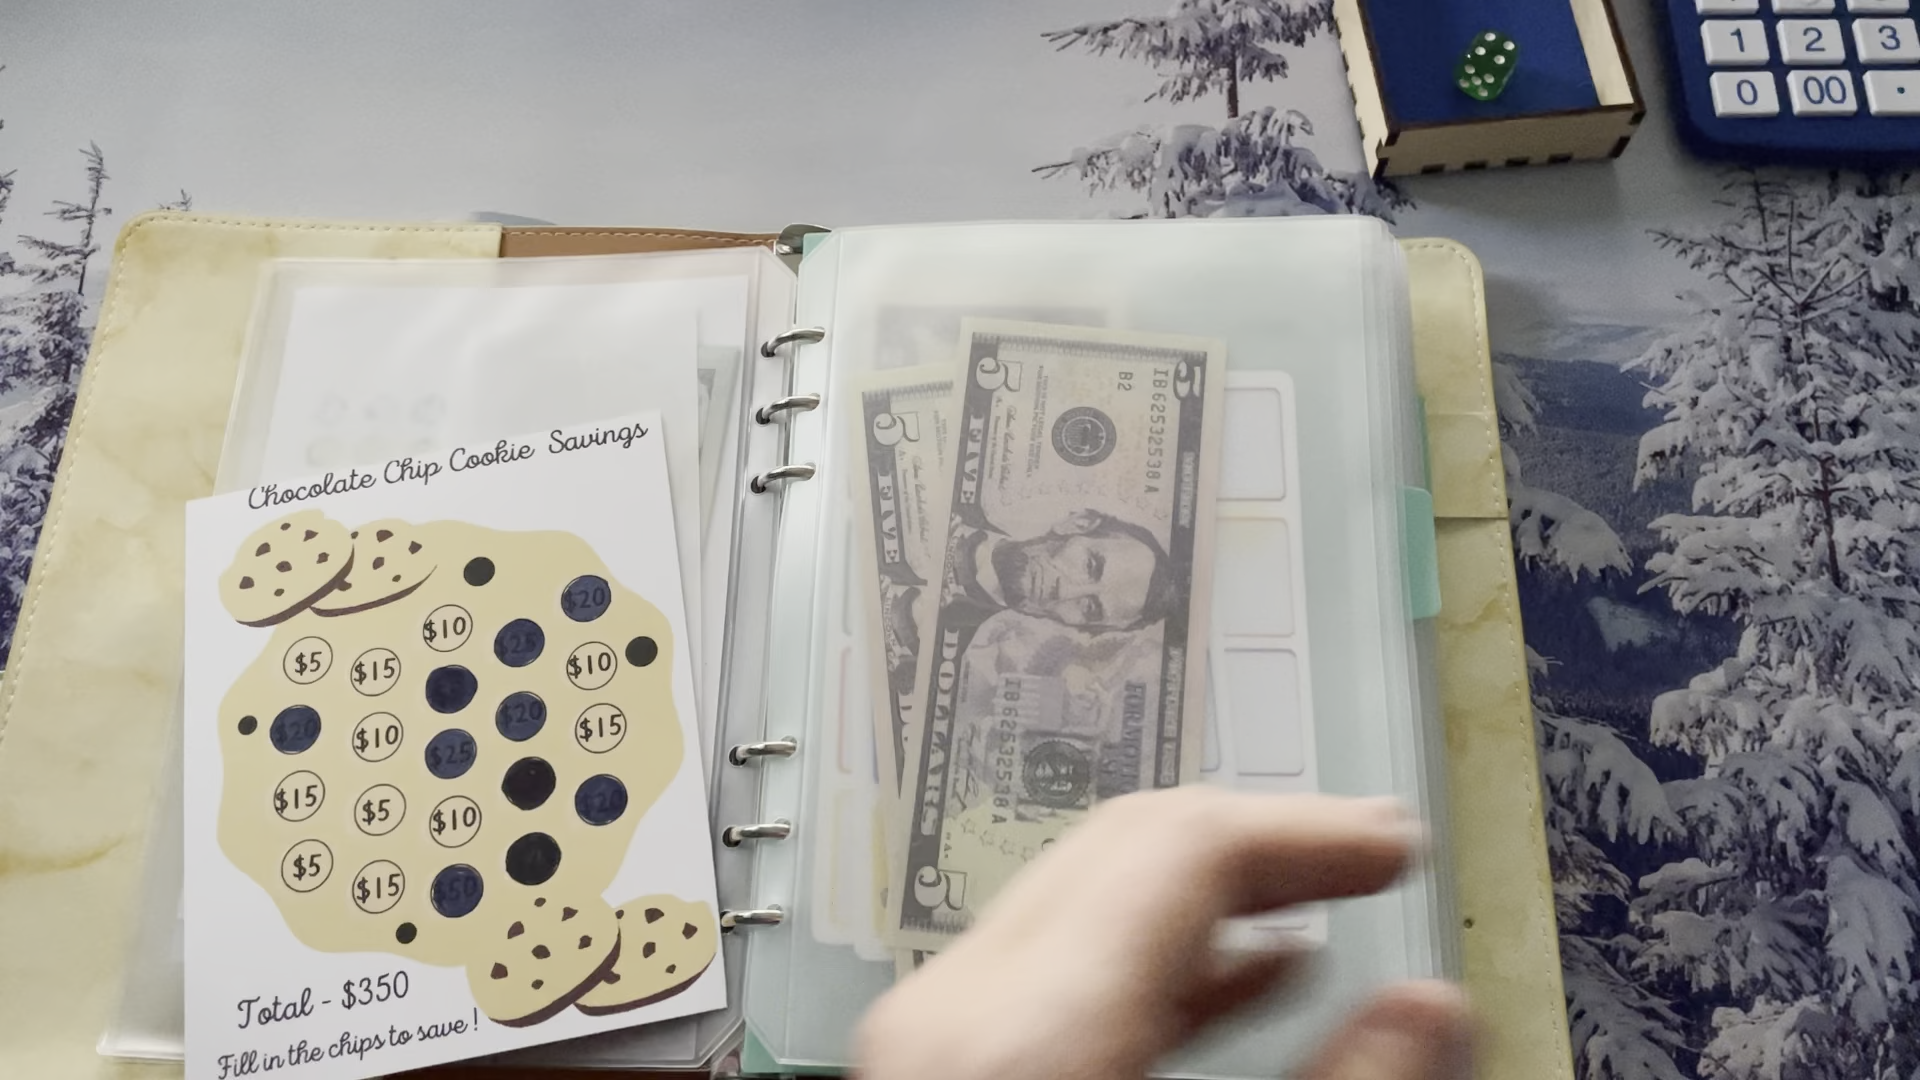 1 2 3
0 00 .
Chocolate Chip Cookie Savings
$20
$10 $25
$5 $15 $10
$20 $10 $25 $20 $15
$15 $5 $10 $20
$5 $15 $50
Total - $350
Fill in the chips to save!
5 5
FIVE DOLLARS
IB62532538A
B2
IB62532538A
5
5
FIVE